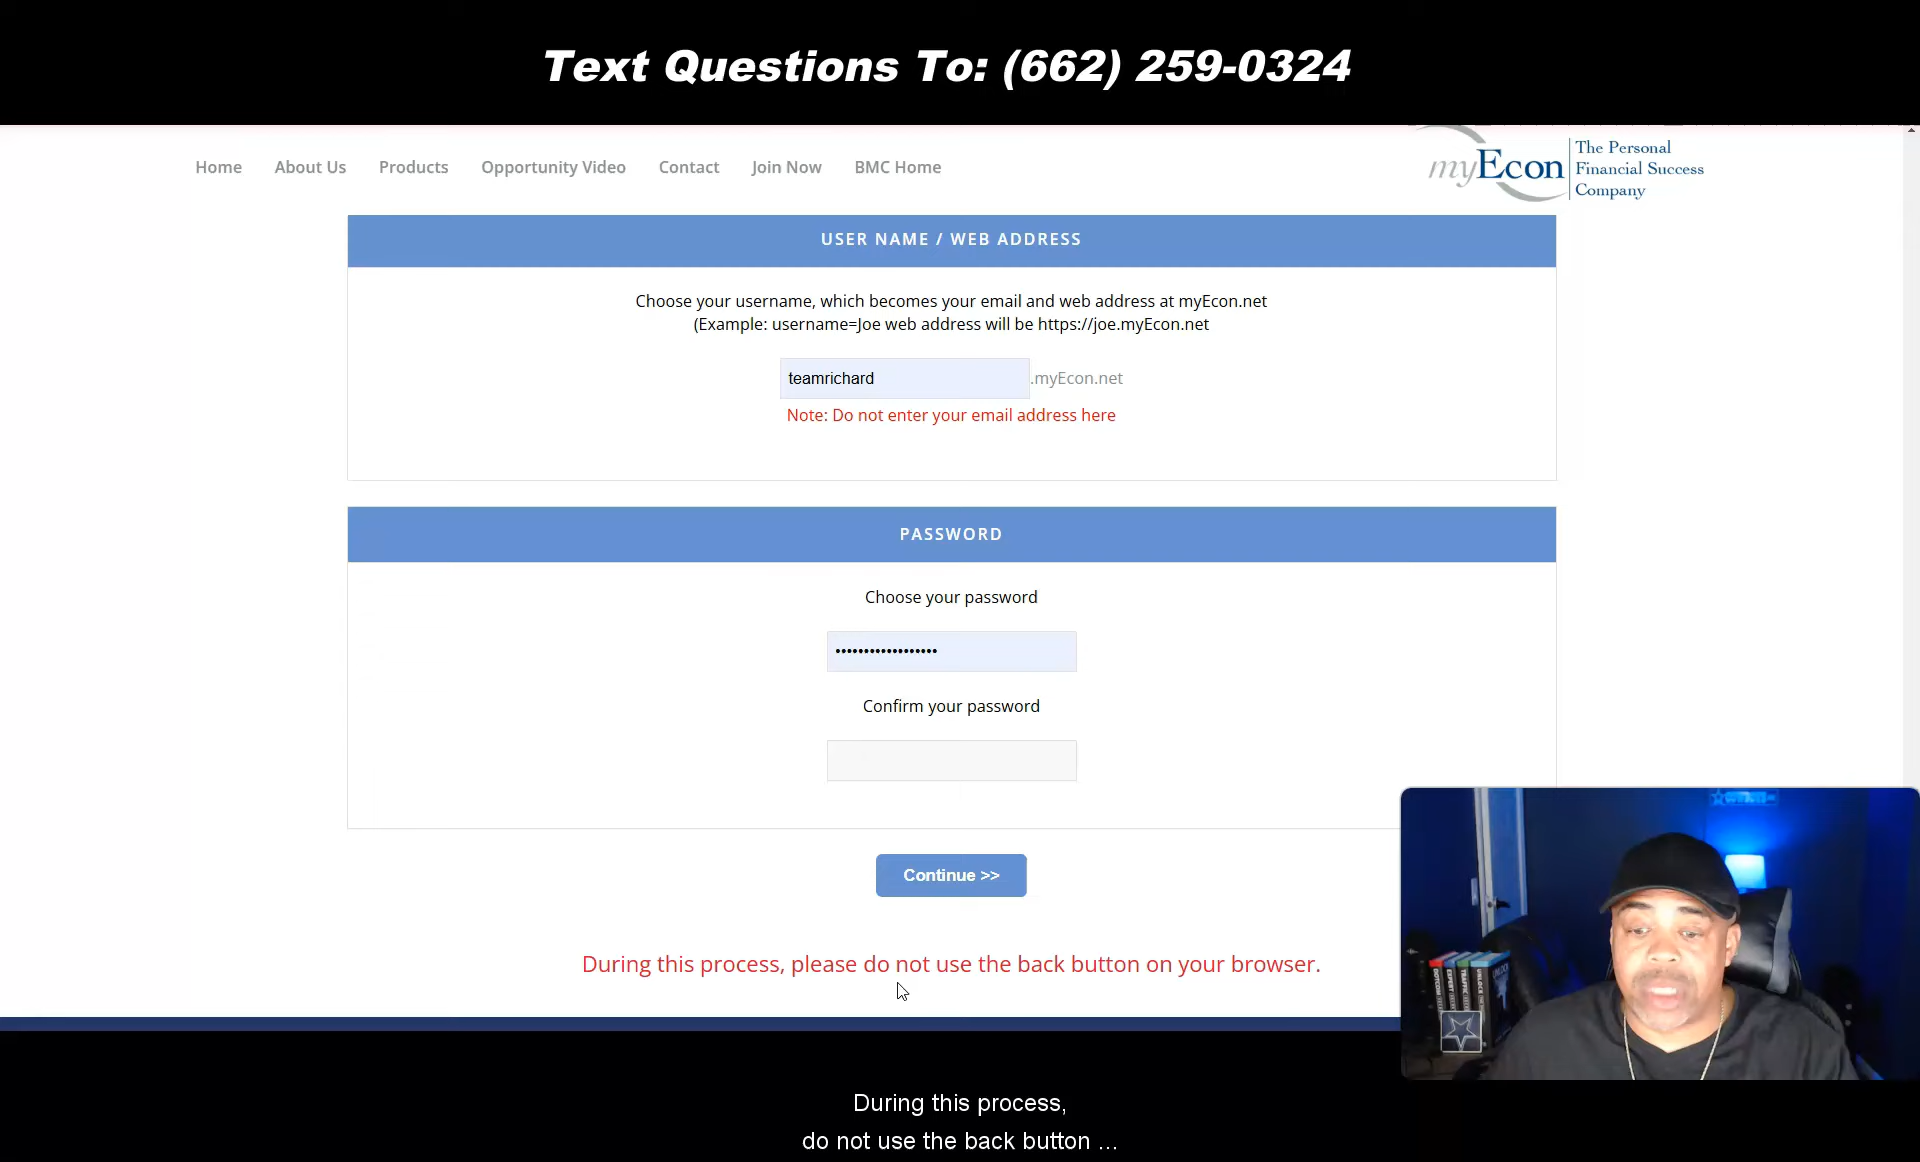 Text Questions To: (662) 259-0324
Home About Us Products Opportunity Video Contact Join Now BMC Home
myEcon
The Personal
Financial Success
Company
USER NAME / WEB ADDRESS
Choose your username, which becomes your email and web address at myEcon.net
(Example: username=Joe web address will be https://joe.myEcon.net
teamrichard .myEcon.net
Note: Do not enter your email address here
PASSWORD
Choose your password
••••••••••••••••••
Confirm your password
Continue >>
During this process, please do not use the back button on your browser.
DOTCOM
EXPERT
TRAFFIC
UNLOCK
During this process,
do not use the back button ...